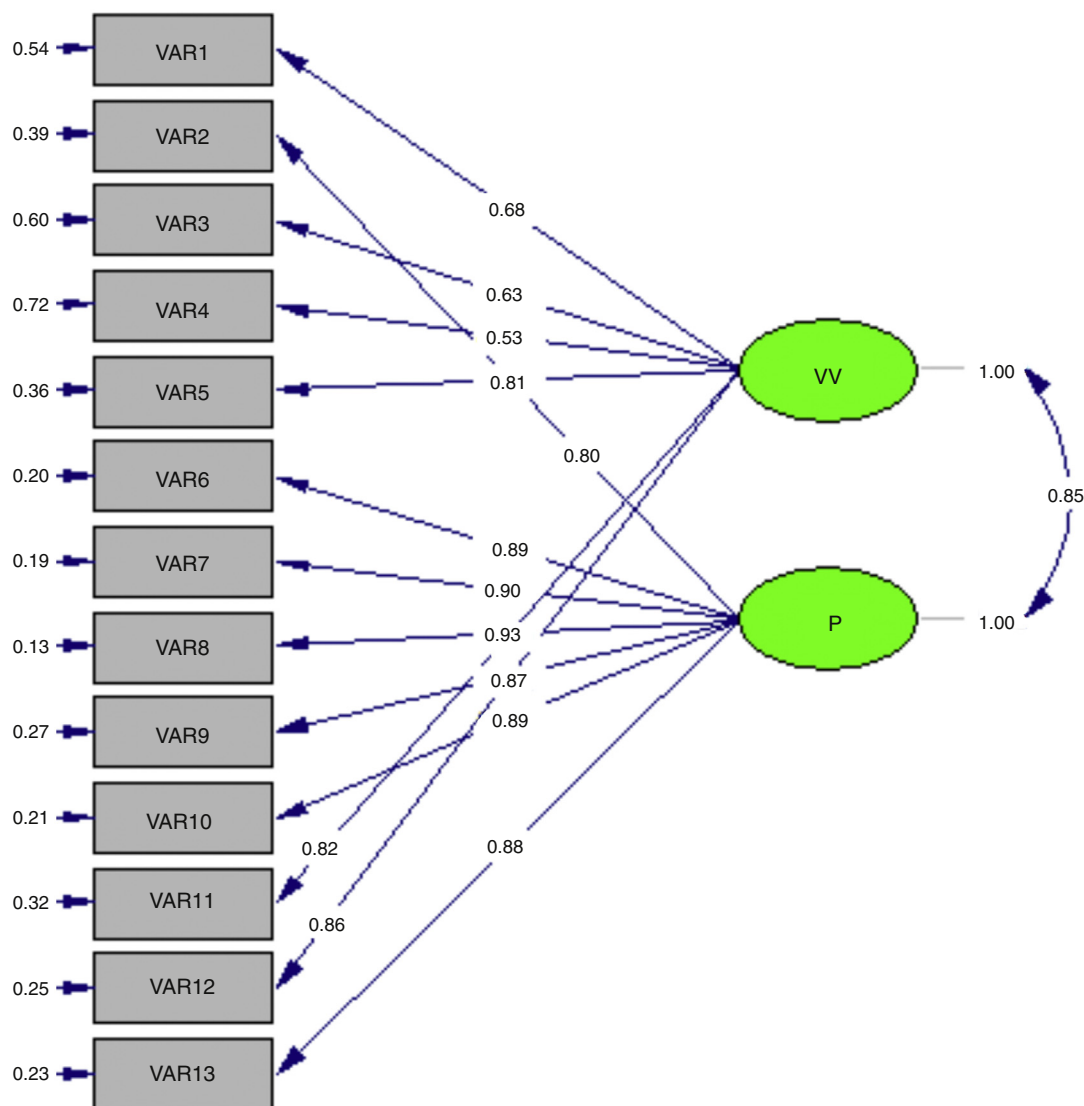 0.54 VAR1
0.39 VAR2
0.68
0.60 VAR3
0.63
0.72 VAR4
0.53
0.36 VAR5
0.81
VV
1.00
0.80
0.20 VAR6
0.85
0.89
0.19 VAR7
0.90
0.13 VAR8
0.93
P
1.00
0.87
0.27 VAR9
0.89
0.21 VAR10
0.82
0.88
0.32 VAR11
0.86
0.25 VAR12
0.23 VAR13